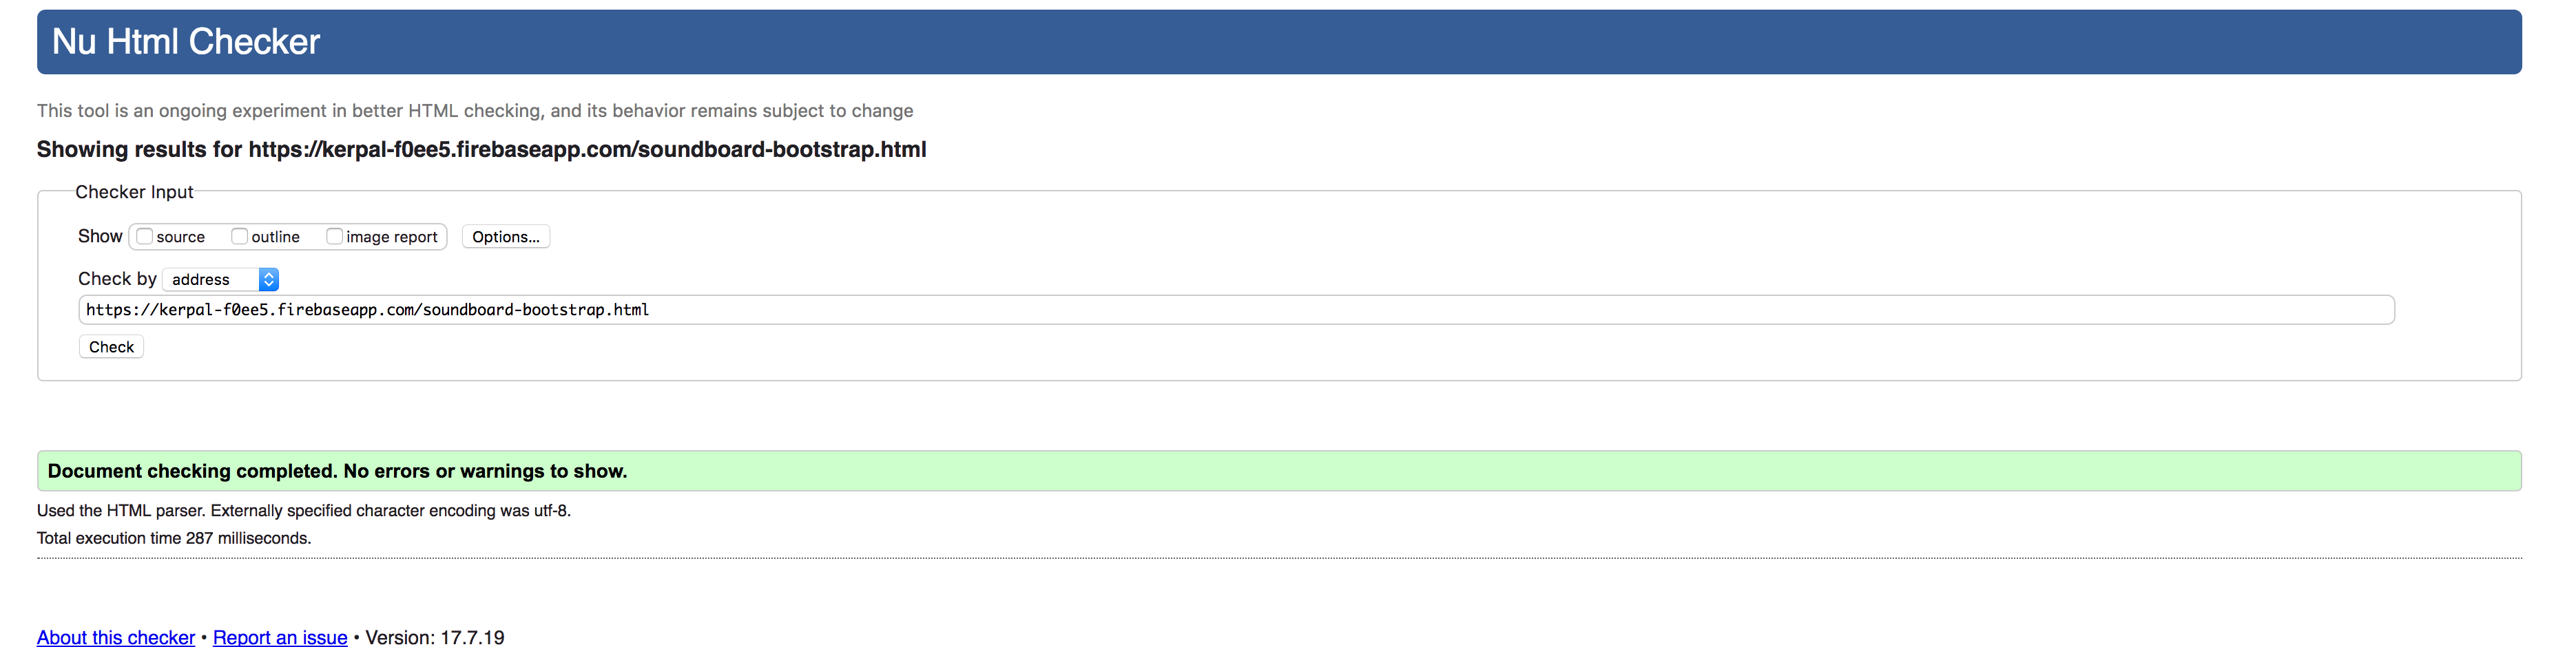 Nu Html Checker
This tool is an ongoing experiment in better HTML checking, and its behavior remains subject to change
Showing results for https://kerpal-f0ee5.firebaseapp.com/soundboard-bootstrap.html
Checker Input
Show source outline image report Options...
Check by address
https://kerpal-f0ee5.firebaseapp.com/soundboard-bootstrap.html
Check
Document checking completed. No errors or warnings to show.
Used the HTML parser. Externally specified character encoding was utf-8.
Total execution time 287 milliseconds.
About this checker • Report an issue • Version: 17.7.19